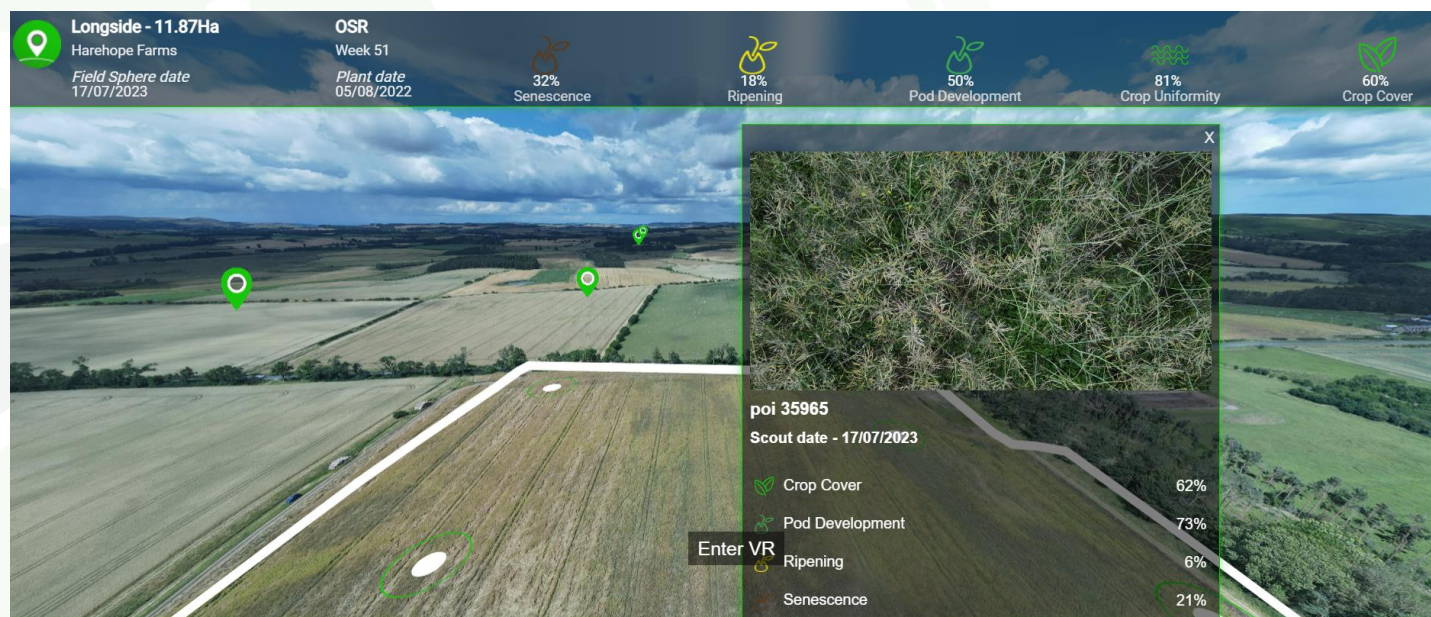 Longside - 11.87Ha
Harehope Farms
Field Sphere date
17/07/2023
OSR
Week 51
Plant date
05/08/2022
32%
Senescence
18%
Ripening
50%
Pod Development
81%
Crop Uniformity
60%
Crop Cover
X
poi 35965
Scout date - 17/07/2023
Crop Cover 62%
Pod Development 73%
Enter VR
Ripening 6%
Senescence 21%